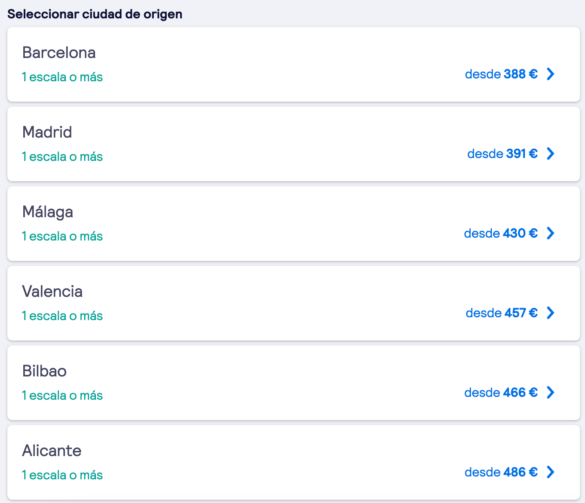 Seleccionar ciudad de origen
Barcelona
1 escala o más
desde 388 €
Madrid
1 escala o más
desde 391 €
Málaga
1 escala o más
desde 430 €
Valencia
1 escala o más
desde 457 €
Bilbao
1 escala o más
desde 466 €
Alicante
1 escala o más
desde 486 €